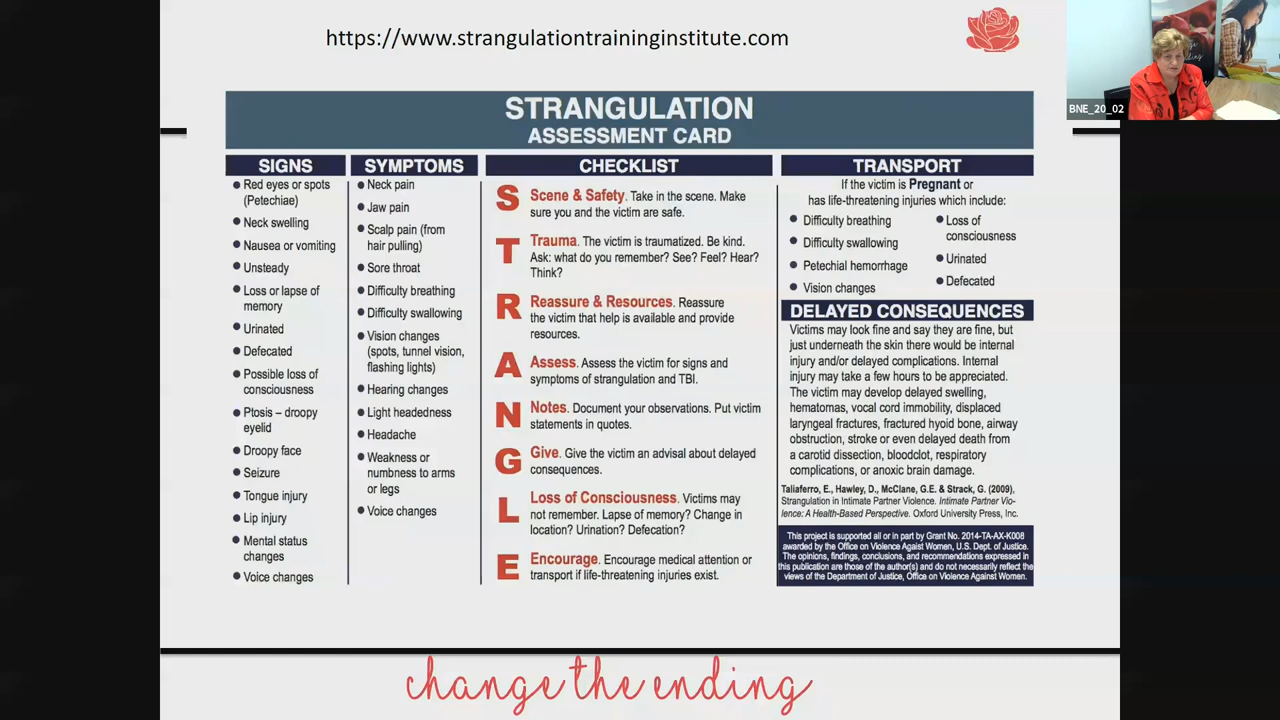 https://www.strangulationtraininginstitute.com
BNE_20_02
STRANGULATION
ASSESSMENT CARD
SIGNS
Red eyes or spots
(Petechiae)
Neck swelling
Nausea or vomiting
Unsteady
Loss or lapse of
memory
Urinated
Defecated
Possible loss of
consciousness
Ptosis – droopy
eyelid
Droopy face
Seizure
Tongue injury
Lip injury
Mental status
changes
Voice changes
SYMPTOMS
Neck pain
Jaw pain
Scalp pain (from
hair pulling)
Sore throat
Difficulty breathing
Difficulty swallowing
Vision changes
(spots, tunnel vision,
flashing lights)
Hearing changes
Light headedness
Headache
Weakness or
numbness to arms
or legs
Voice changes
CHECKLIST
S Scene & Safety. Take in the scene. Make
sure you and the victim are safe.
T Trauma. The victim is traumatized. Be kind.
Ask: what do you remember? See? Feel? Hear?
Think?
R Reassure & Resources. Reassure
the victim that help is available and provide
resources.
A Assess. Assess the victim for signs and
symptoms of strangulation and TBI.
N Notes. Document your observations. Put victim
statements in quotes.
G Give. Give the victim an advisal about delayed
consequences.
L Loss of Consciousness. Victims may
not remember. Lapse of memory? Change in
location? Urination? Defecation?
E Encourage. Encourage medical attention or
transport if life-threatening injuries exist.
TRANSPORT
If the victim is Pregnant or
has life-threatening injuries which include:
Difficulty breathing
Difficulty swallowing
Petechial hemorrhage
Vision changes
Loss of
consciousness
Urinated
Defecated
DELAYED CONSEQUENCES
Victims may look fine and say they are fine, but
just underneath the skin there would be internal
injury and/or delayed complications. Internal
injury may take a few hours to be appreciated.
The victim may develop delayed swelling,
hematomas, vocal cord immobility, displaced
laryngeal fractures, fractured hyoid bone, airway
obstruction, stroke or even delayed death from
a carotid dissection, bloodclot, respiratory
complications, or anoxic brain damage.
Taliaferro, E., Hawley, D., McClane, G.E. & Strack, G. (2009),
Strangulation in Intimate Partner Violence. Intimate Partner Vio-
lence: A Health-Based Perspective. Oxford University Press, Inc.
This project is supported all or in part by Grant No. 2014-TA-AX-K008
awarded by the Office on Violence Agaist Women, U.S. Dept. of Justice.
The opinions, findings, conclusions, and recommendations expressed in
this publication are those of the author(s) and do not necessarily reflect the
views of the Department of Justice, Office on Violence Against Women.
change the ending